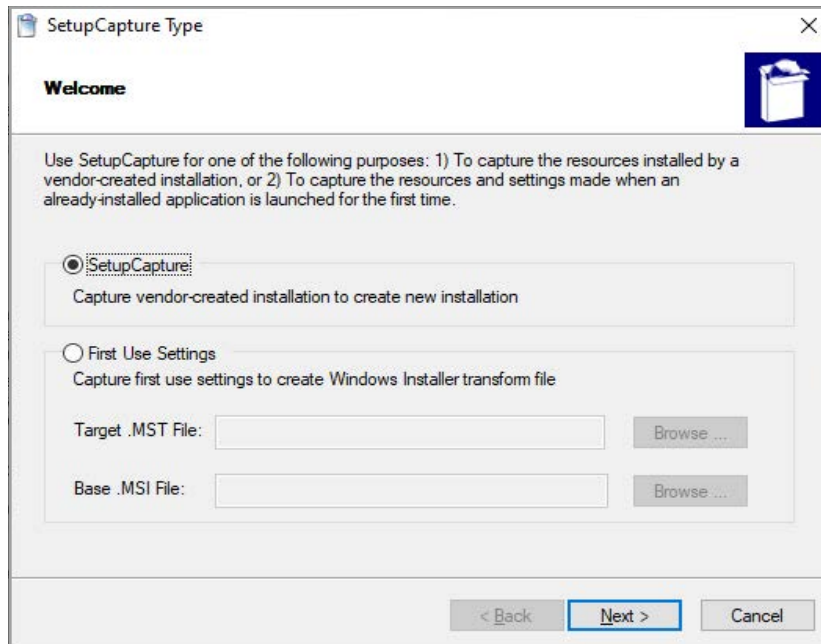 SetupCapture Type
Welcome
Use SetupCapture for one of the following purposes: 1) To capture the resources installed by a
vendor-created installation, or 2) To capture the resources and settings made when an
already-installed application is launched for the first time.
SetupCapture
Capture vendor-created installation to create new installation
First Use Settings
Capture first use settings to create Windows Installer transform file
Target .MST File:
Browse ...
Base .MSI File:
Browse ...
< Back
Next >
Cancel